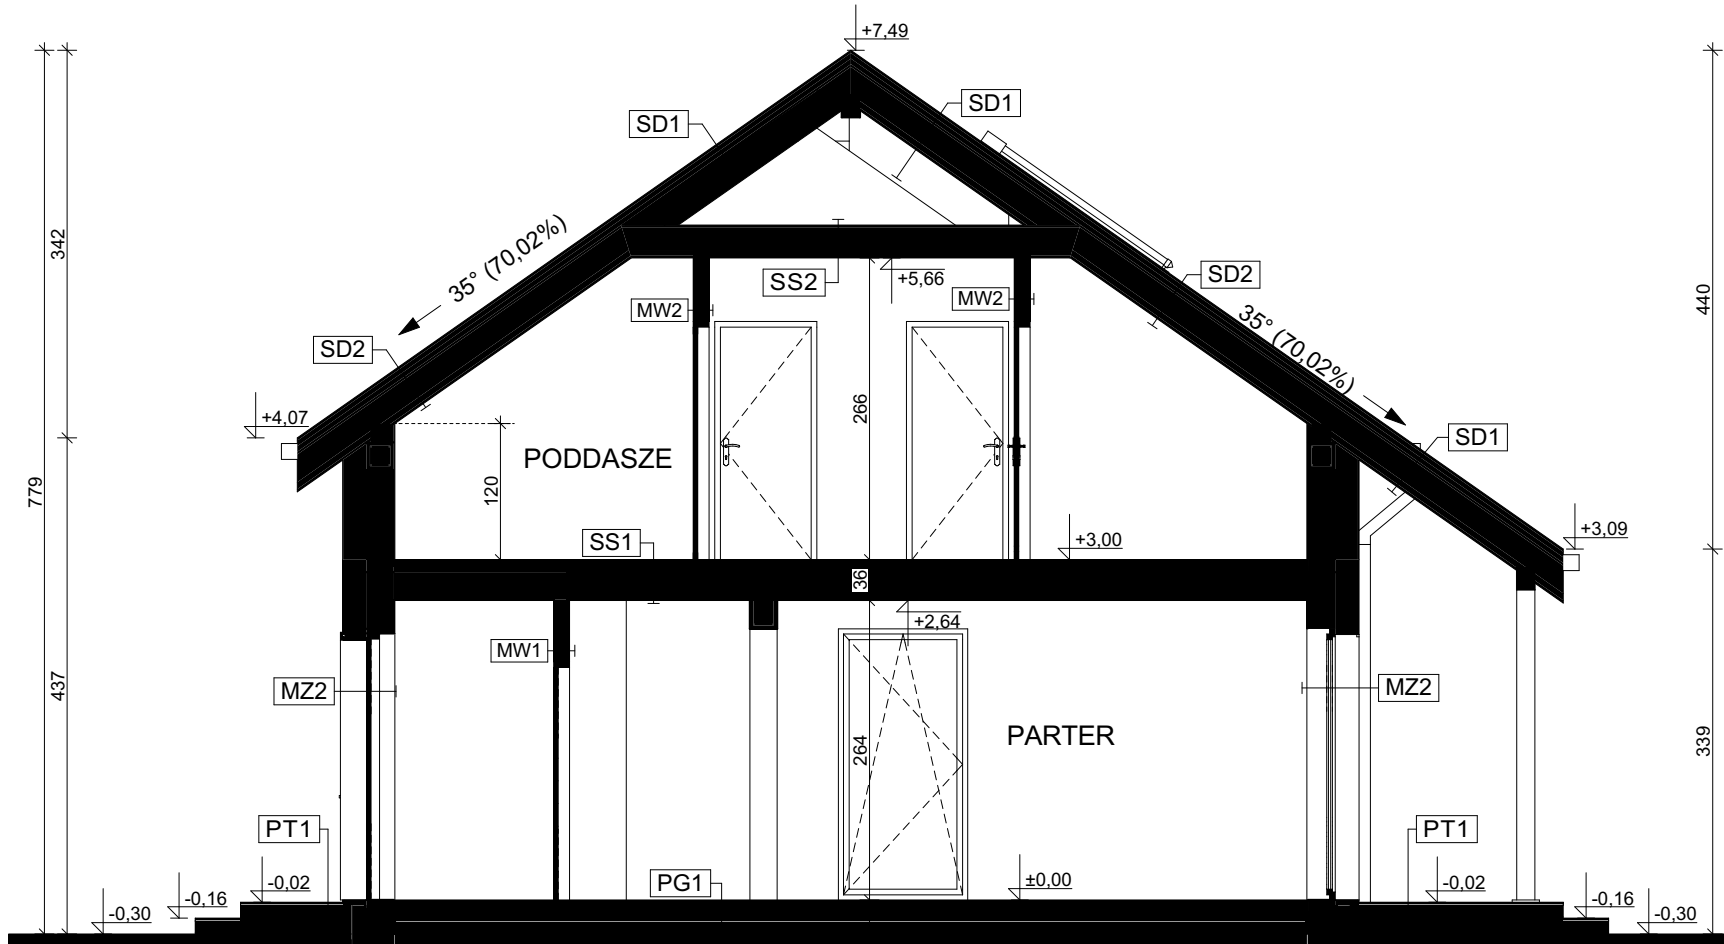 +7,49
SD1
SD1
342
35° (70,02%)
440
SS2
+5,66
SD2
MW2
MW2
35° (70,02%)
SD2
+4,07
266
SD1
PODDASZE
779
120
+3,09
SS1
+3,00
36
+2,64
MW1
437
MZ2
MZ2
PARTER
264
339
PT1
PT1
PG1
±0,00
-0,02
-0,02
-0,16
-0,16
-0,30
-0,30